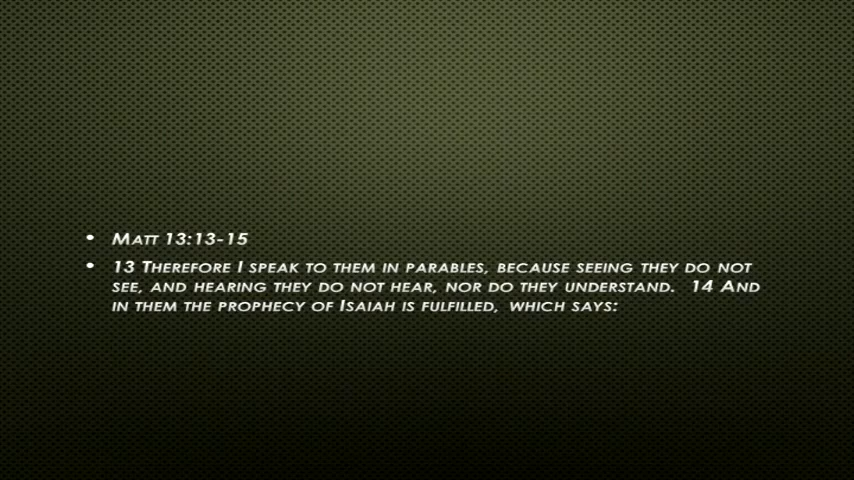 • Matt 13:13-15
• 13 Therefore I speak to them in parables, because seeing they do not
see, and hearing they do not hear, nor do they understand.  14 And
in them the prophecy of Isaiah is fulfilled,  which says: